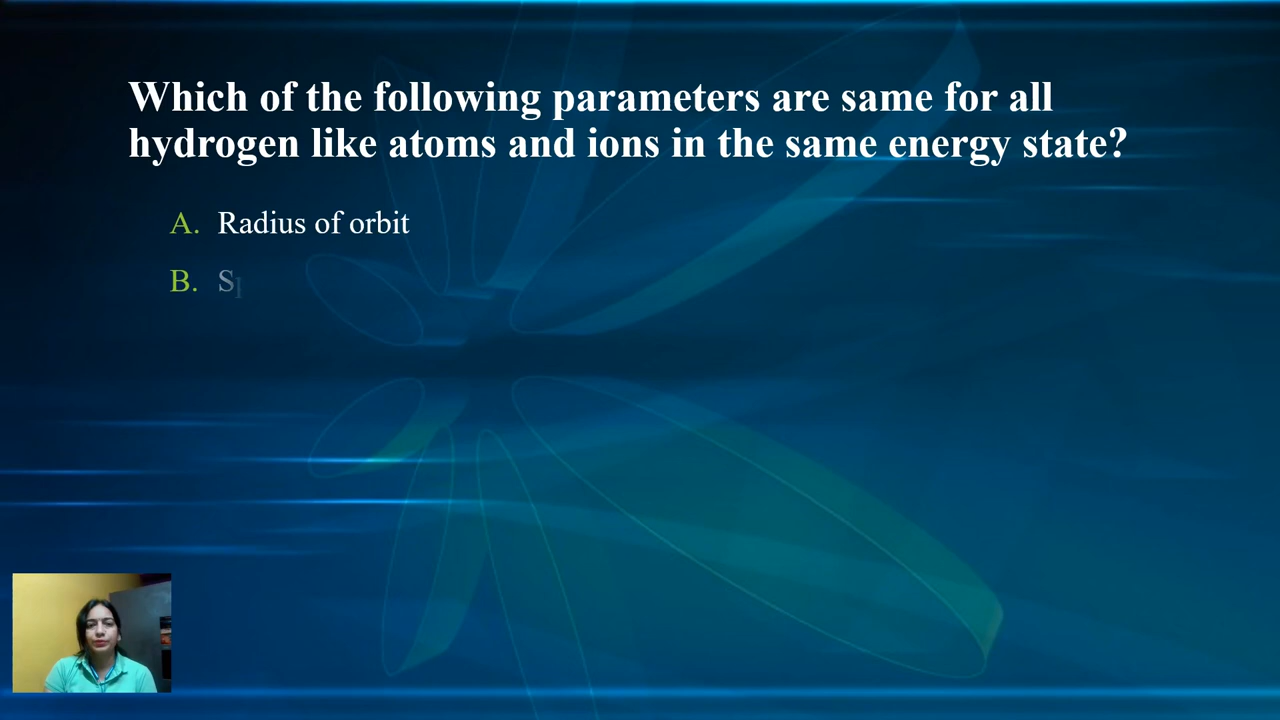 Which of the following parameters are same for all
hydrogen like atoms and ions in the same energy state?
A. Radius of orbit
B.